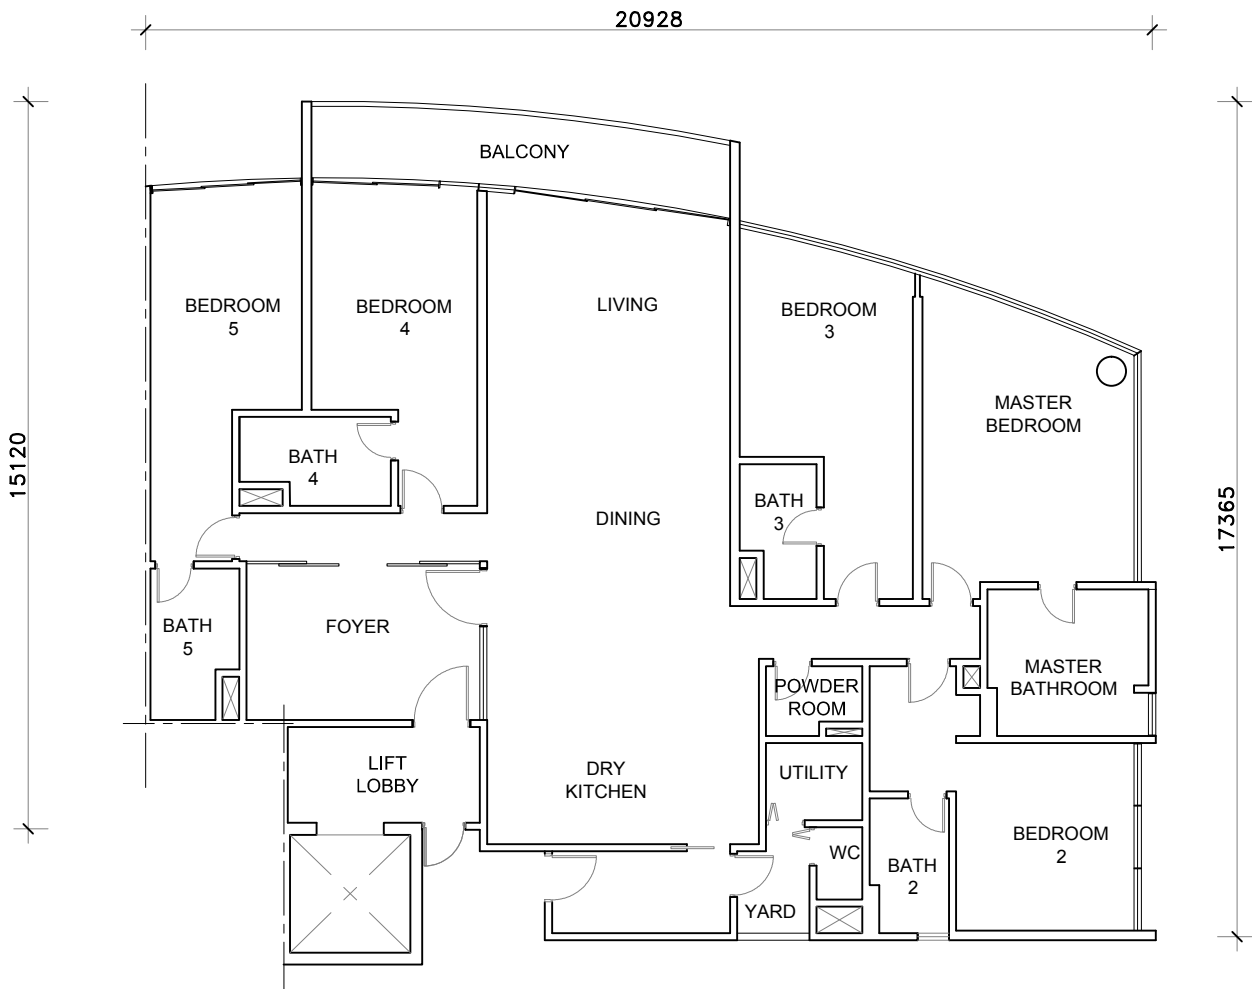 20928
BALCONY
BEDROOM
5
BEDROOM
4
LIVING
BEDROOM
3
MASTER
BEDROOM
15120
BATH
4
DINING
BATH
3
17365
BATH
5
FOYER
POWDER
ROOM
MASTER
BATHROOM
LIFT
LOBBY
DRY
KITCHEN
UTILITY
BEDROOM
2
WC
BATH
2
YARD